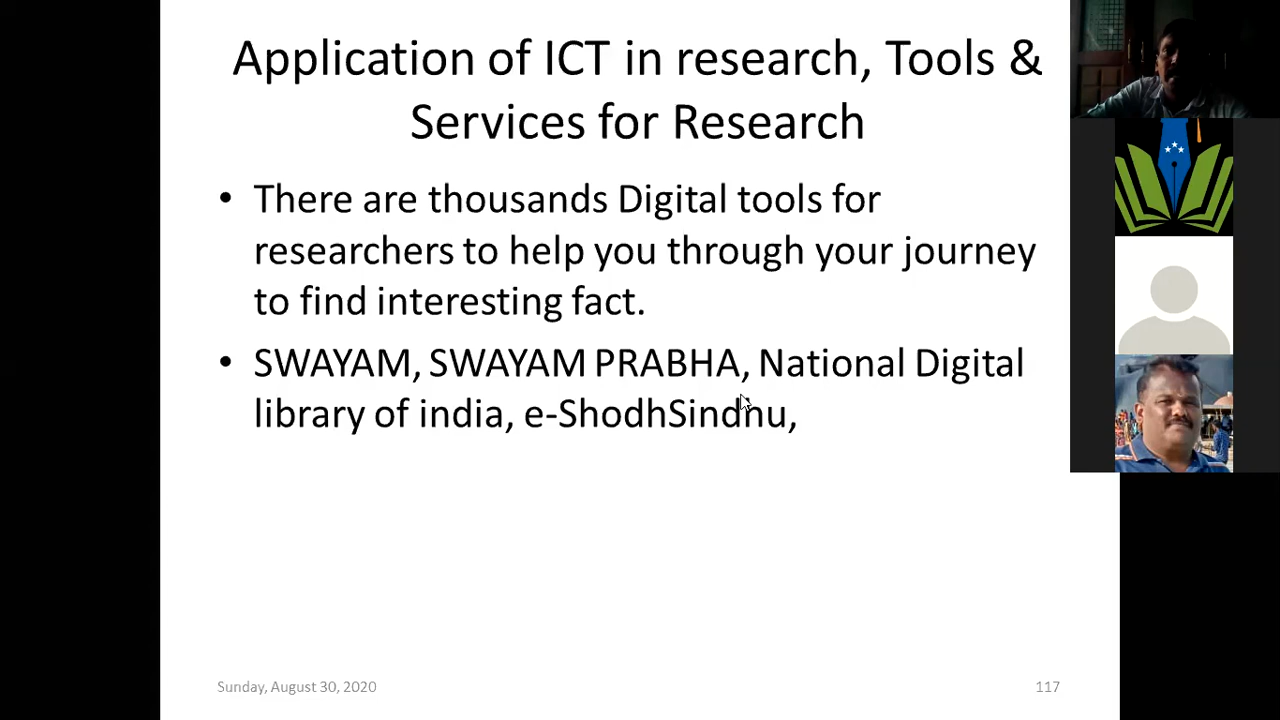 Application of ICT in research, Tools &
Services for Research
• There are thousands Digital tools for
researchers to help you through your journey
to find interesting fact.
• SWAYAM, SWAYAM PRABHA, National Digital
library of india, e-ShodhSindhu,
Sunday, August 30, 2020
117